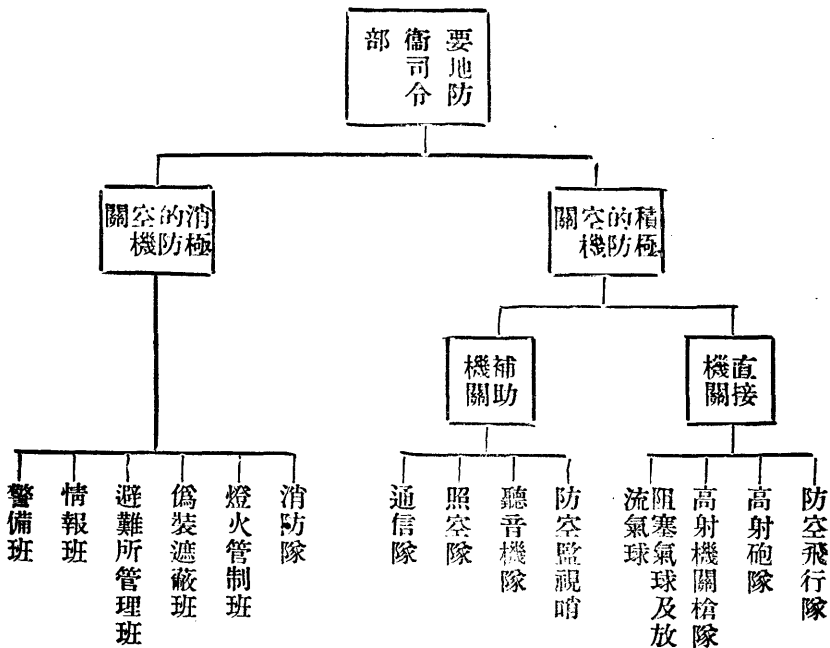 要地防
衞司令
部
積極
的防
空機
關
消極
的防
空機
關
直接
機關
補助
機關
防空飛行隊
高射砲隊
高射機關槍隊
阻塞氣球及放
流氣球
防空監視哨
聽音機隊
照空隊
通信隊
消防隊
燈火管制班
僞裝遮蔽班
避難所管理班
情報班
警備班